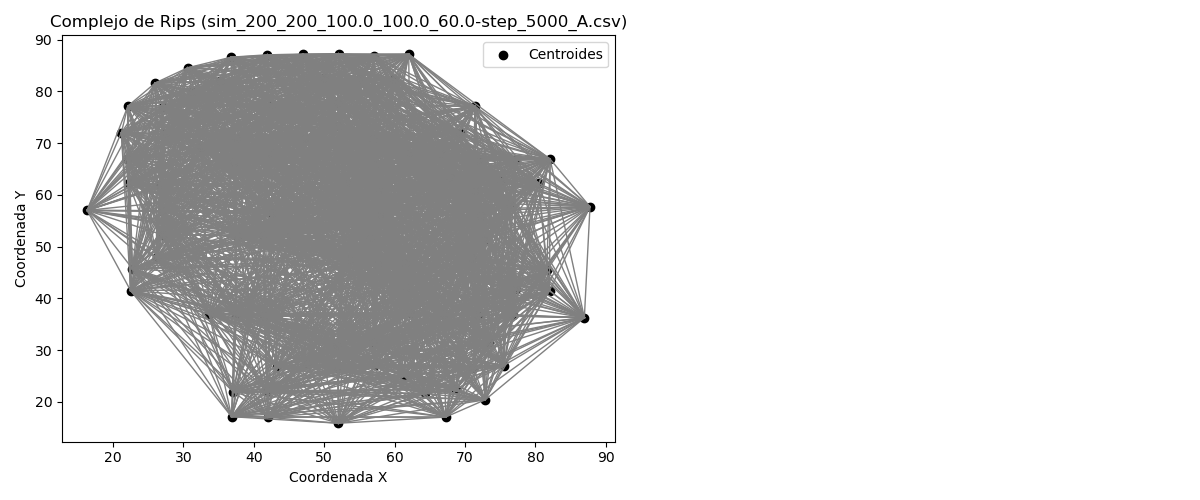 Complejo de Rips (sim_200_200_100.0_100.0_60.0-step_5000_A.csv)
90
80
70
60
50
40
30
20
Coordenada Y
Centroides
20 30 40 50 60 70 80 90
Coordenada X